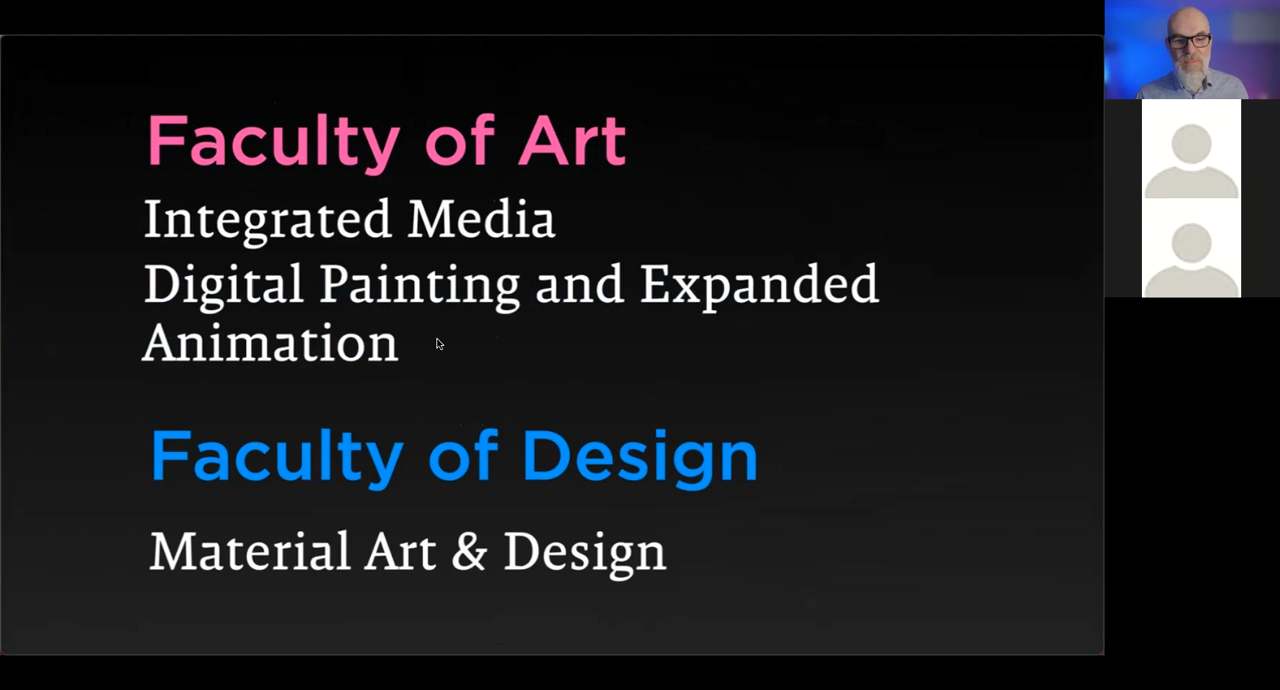 Faculty of Art
Integrated Media
Digital Painting and Expanded
Animation
Faculty of Design
Material Art & Design